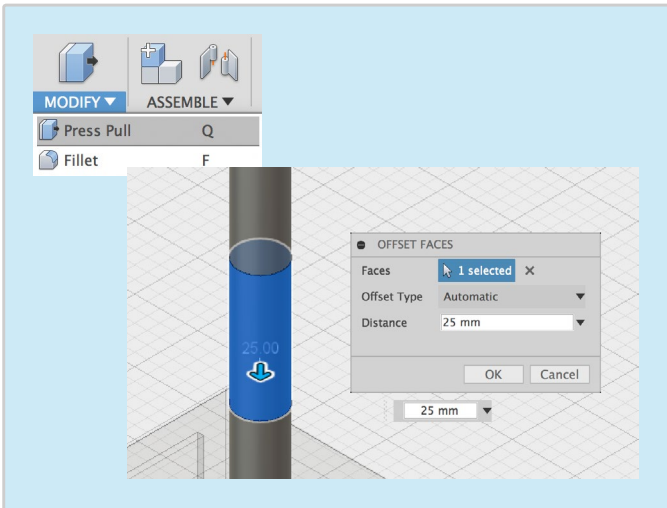 MODIFY ▼ ASSEMBLE ▼
Press Pull Q
Fillet F
OFFSET FACES
Faces 1 selected ×
Offset Type Automatic ▼
Distance 25 mm ▼
25.00
OK Cancel
25 mm ▼